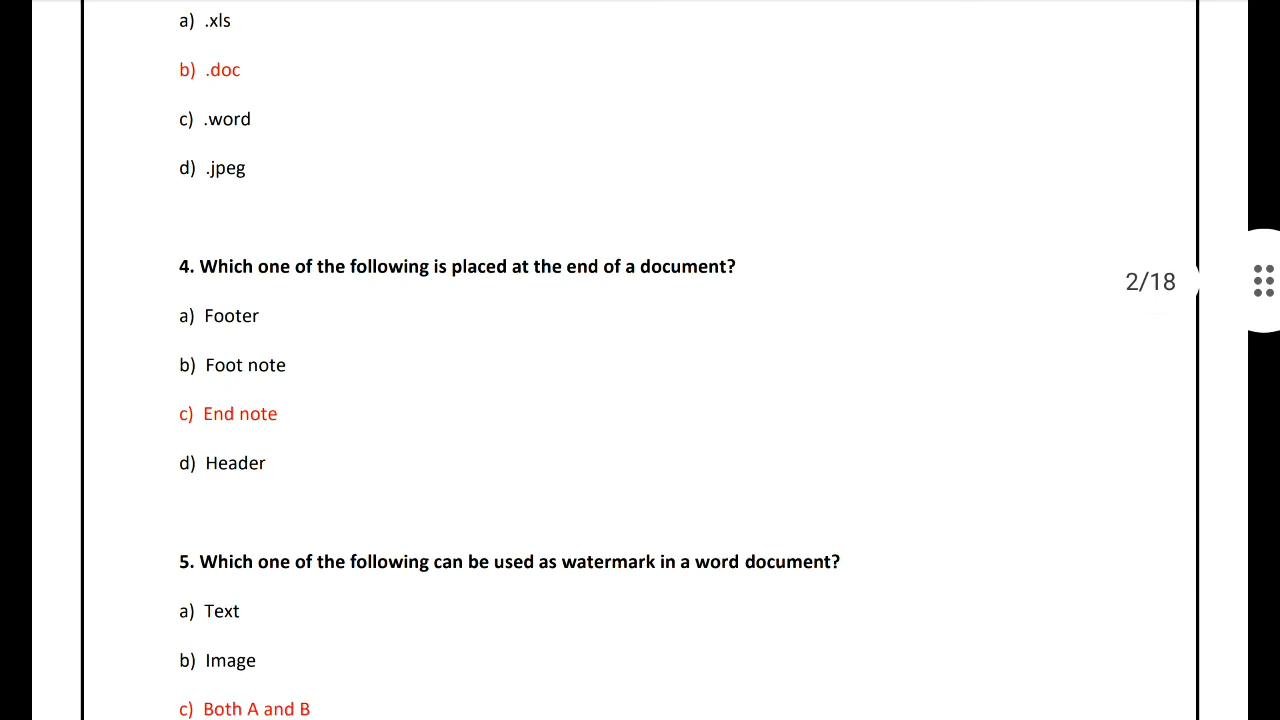 a) .xls
b) .doc
c) .word
d) .jpeg
4. Which one of the following is placed at the end of a document?
2/18
a) Footer
b) Foot note
c) End note
d) Header
5. Which one of the following can be used as watermark in a word document?
a) Text
b) Image
c) Both A and B